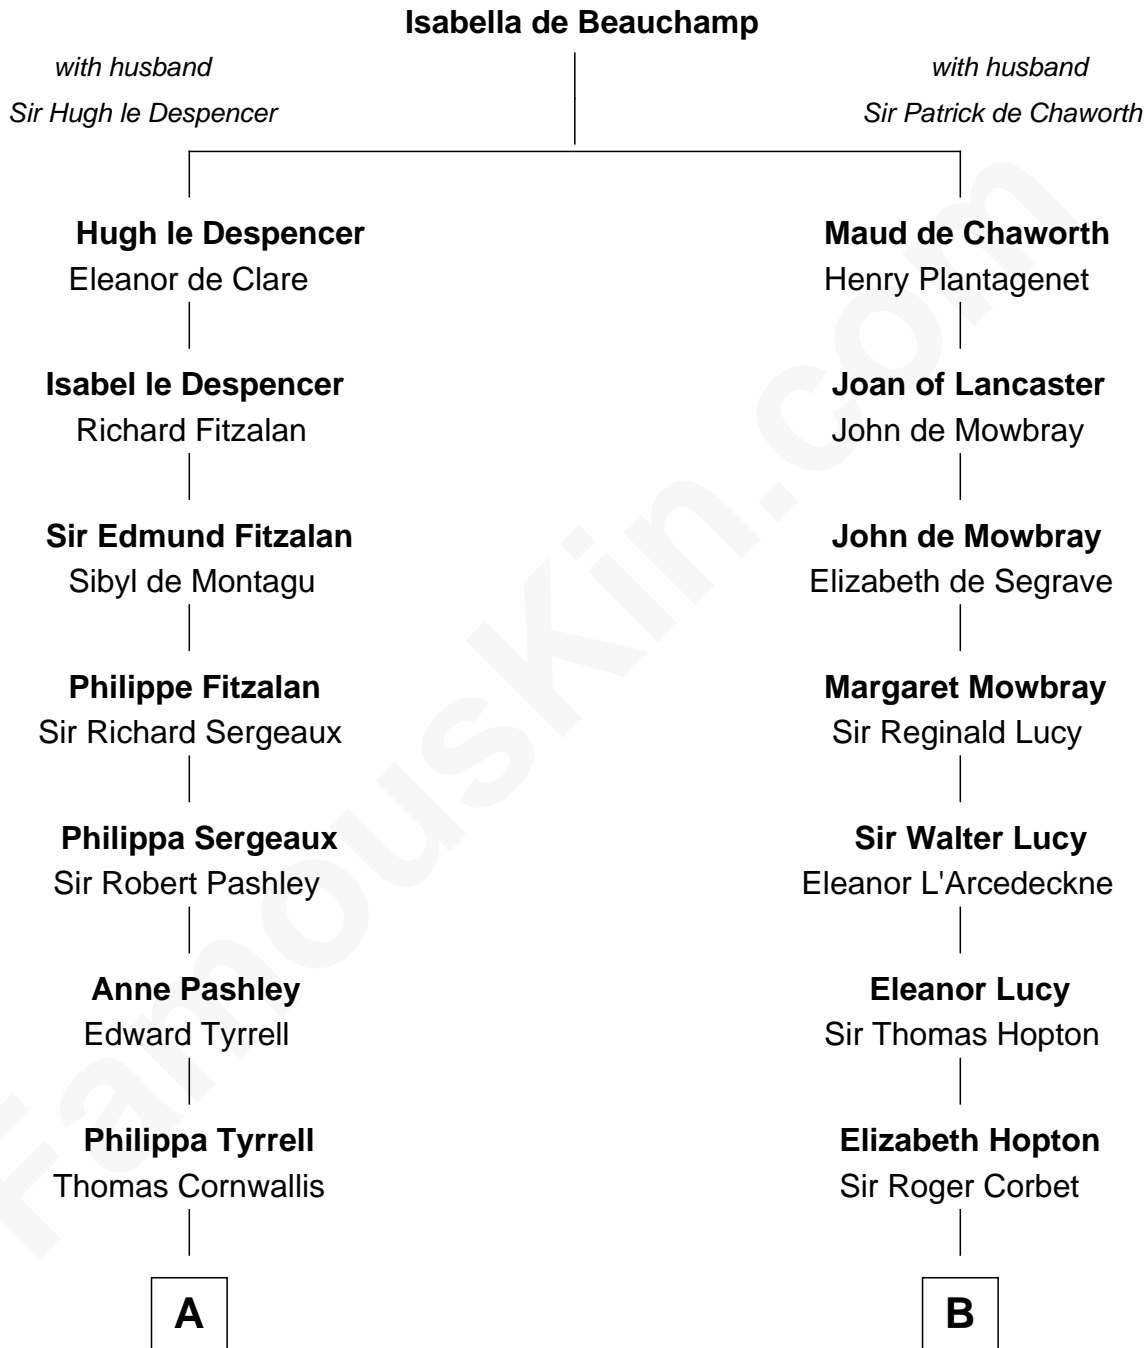 Isabella de Beauchamp
with husband
Sir Hugh le Despencer
with husband
Sir Patrick de Chaworth
Hugh le Despencer
Eleanor de Clare
Maud de Chaworth
Henry Plantagenet
Isabel le Despencer
Richard Fitzalan
Joan of Lancaster
John de Mowbray
Sir Edmund Fitzalan
Sibyl de Montagu
John de Mowbray
Elizabeth de Segrave
Philippe Fitzalan
Sir Richard Sergeaux
Margaret Mowbray
Sir Reginald Lucy
Philippa Sergeaux
Sir Robert Pashley
Sir Walter Lucy
Eleanor L'Arcedeckne
Anne Pashley
Edward Tyrrell
Eleanor Lucy
Sir Thomas Hopton
Philippa Tyrrell
Thomas Cornwallis
Elizabeth Hopton
Sir Roger Corbet
A
B
FamousKin.com